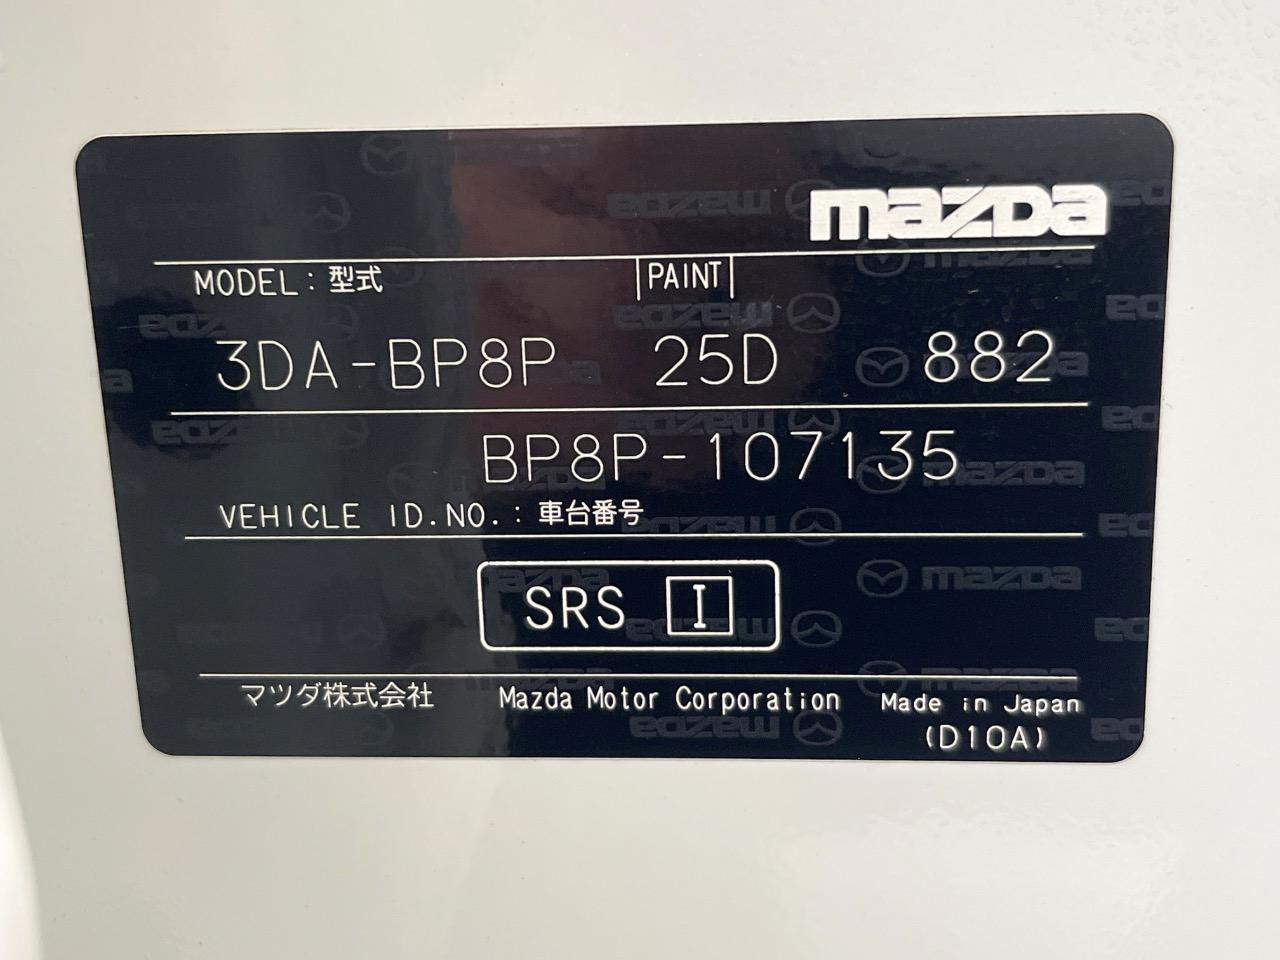 mazda
MODEL : 型式 PAINT
3DA-BP8P 25D 882
BP8P-107135
VEHICLE ID.NO. : 車台番号
SRS I
マツダ株式会社 Mazda Motor Corporation Made in Japan
(D10A)